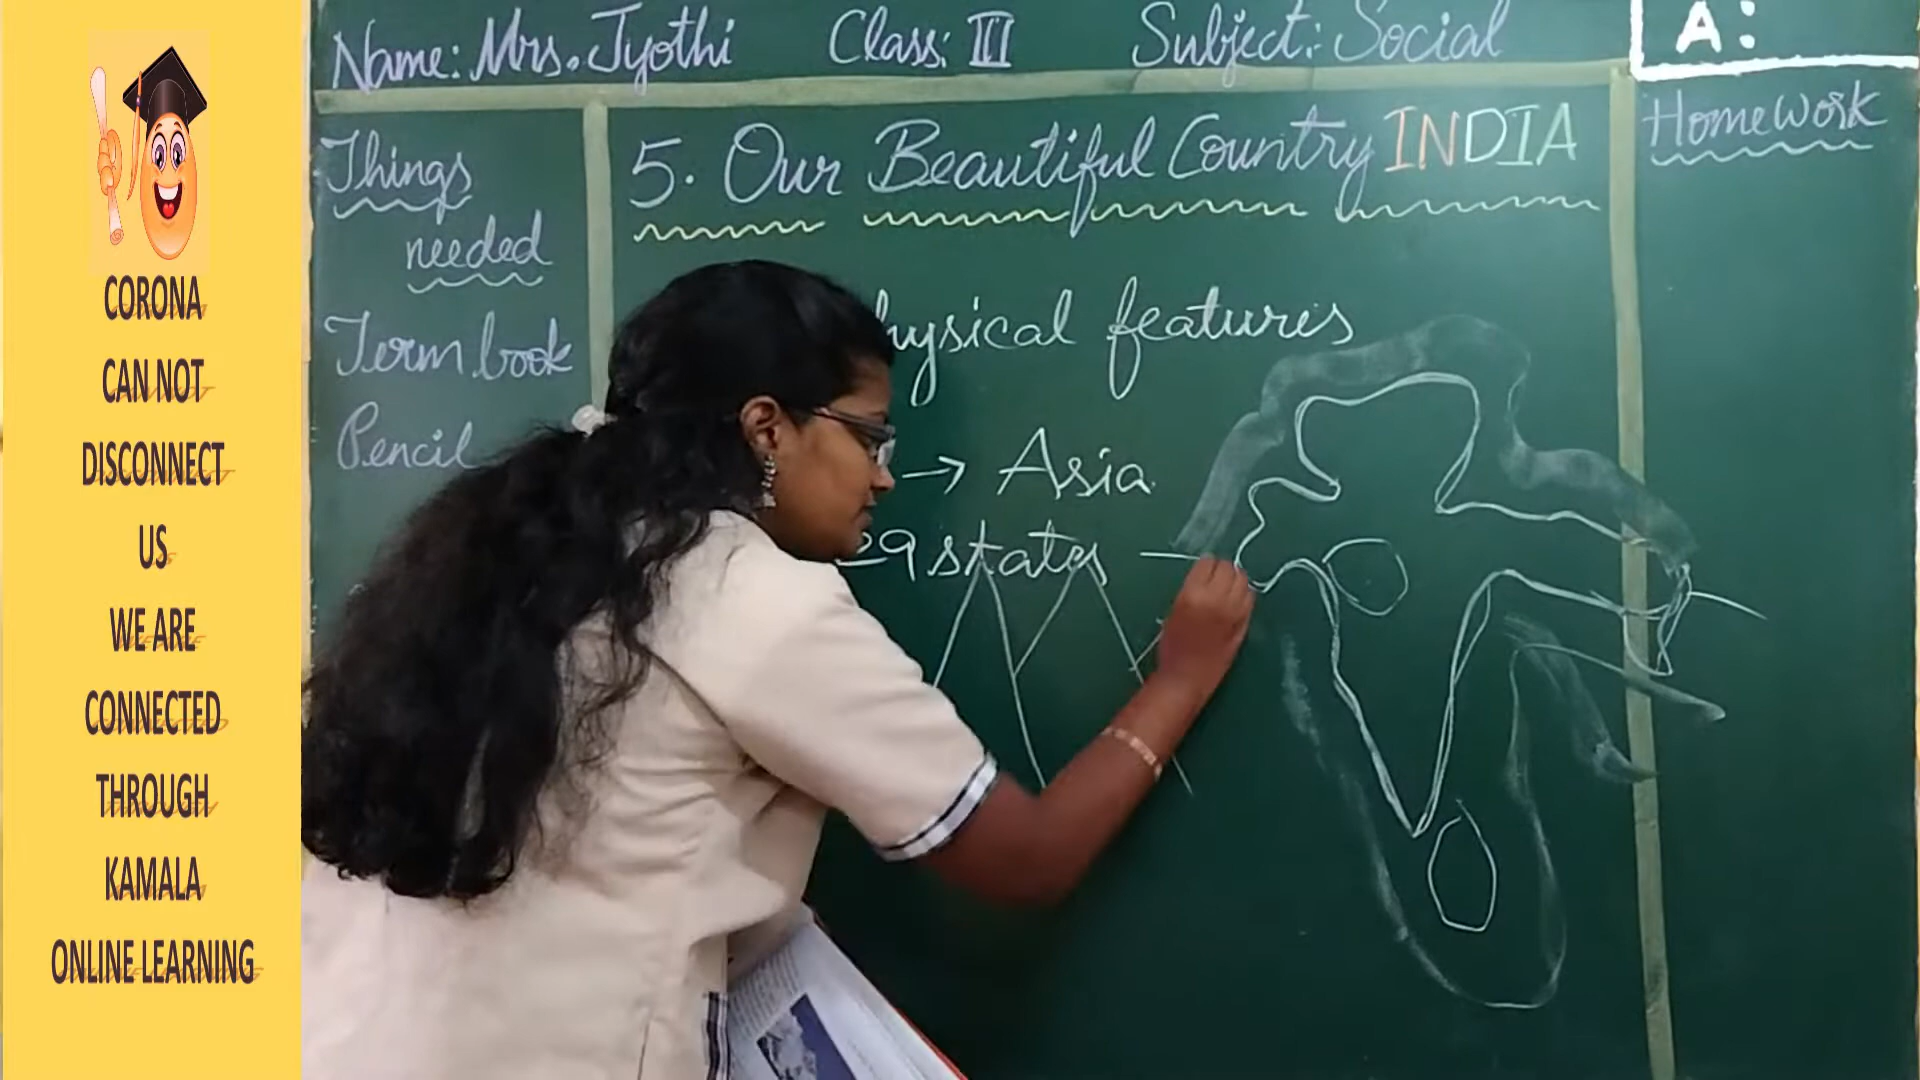 CORONA
CAN NOT
DISCONNECT
US
WE ARE
CONNECTED
THROUGH
KAMALA
ONLINE LEARNING
Name: Mrs. Jyothi Class: III Subject: Social
A:
Things
needed
Term book
Pencil
5. Our Beautiful Country INDIA
hysical features
→ Asia
29 states
Homework